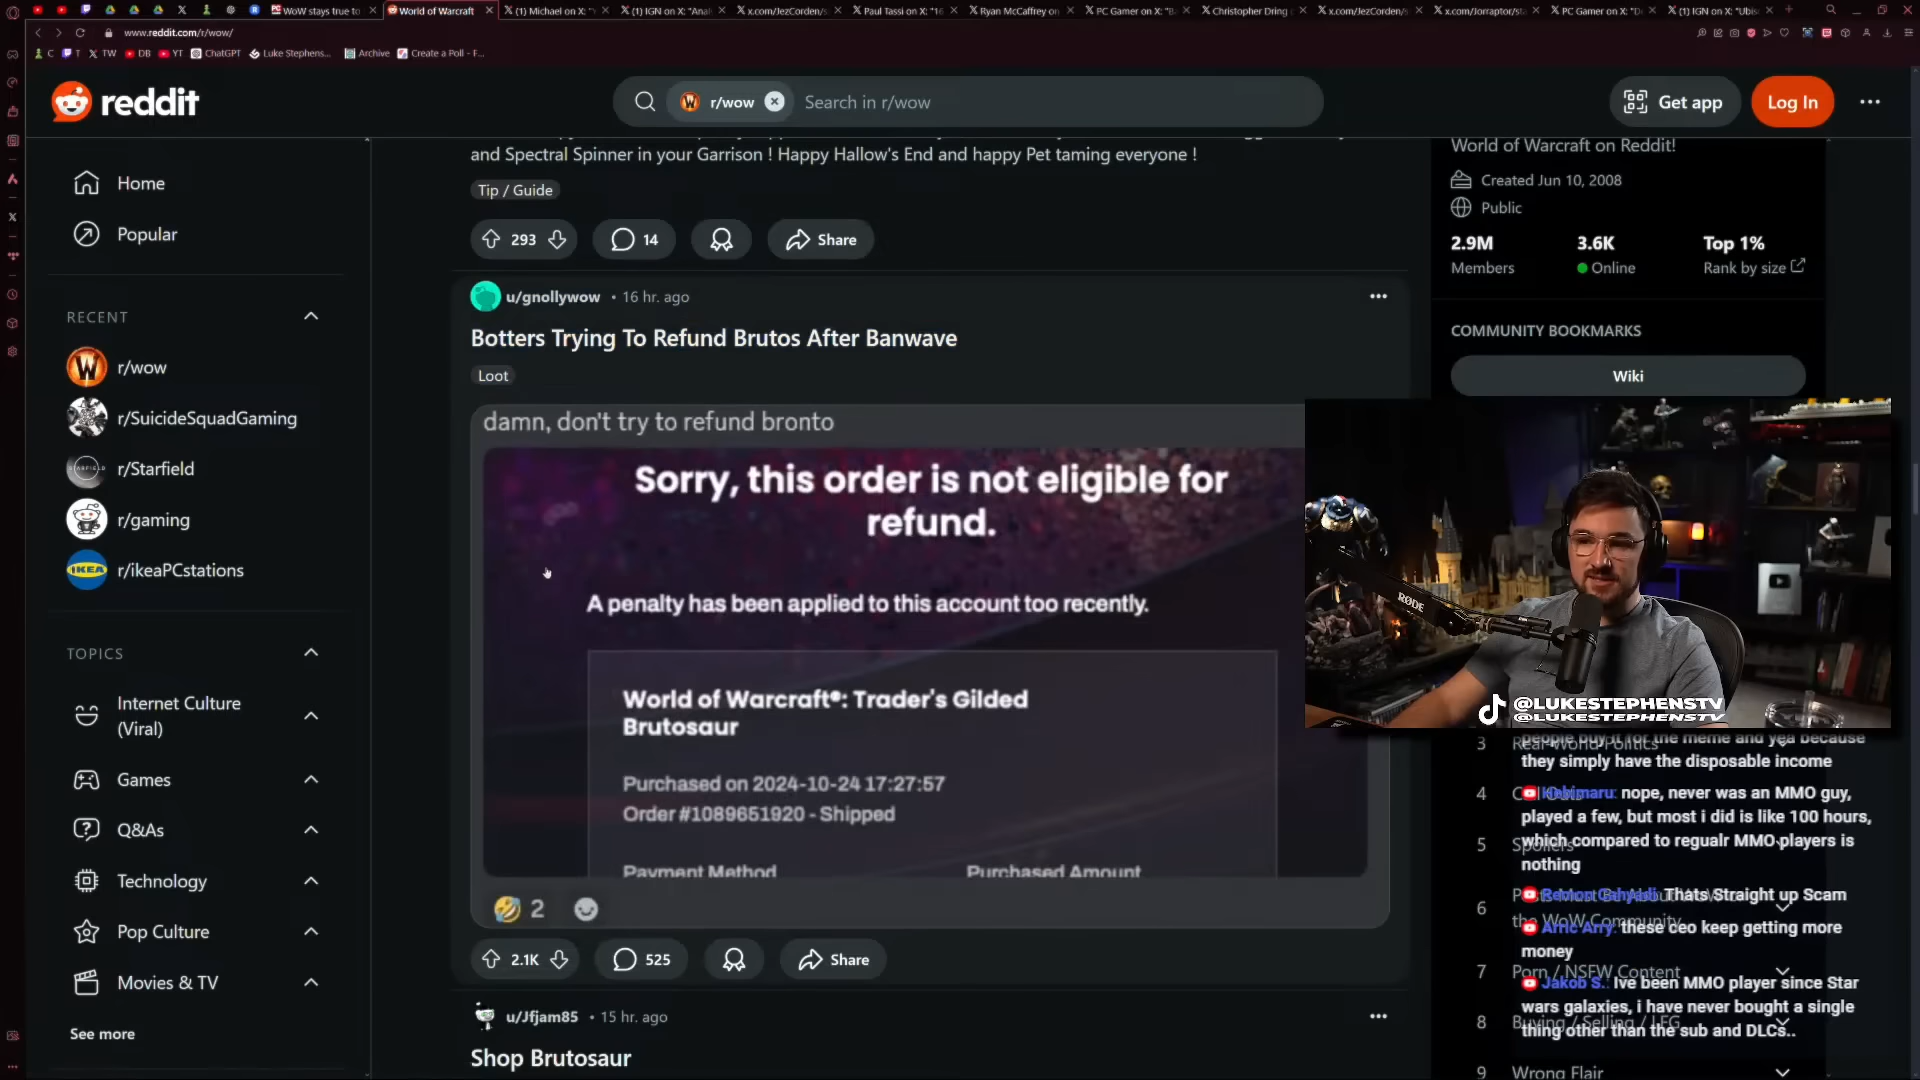 WoW stays true to
World of Warcraft
(1) Michael on X: "
(1) IGN on X: "Anal
x.com/JezCorden/s
Paul Tassi on X: "16
Ryan McCaffrey on
PC Gamer on X: "B
Christopher Dring
x.com/JezCorden/s
x.com/Jorraptor/st
PC Gamer on X: "D
(1) IGN on X: "Ubis
www.reddit.com/r/wow/
C T TW DB YT ChatGPT Luke Stephens... Archive Create a Poll - F...
reddit
r/wow Search in r/wow
Get app
Log In
Home
Popular
RECENT
r/wow
r/SuicideSquadGaming
r/Starfield
r/gaming
r/ikeaPCstations
TOPICS
Internet Culture
(Viral)
Games
Q&As
Technology
Pop Culture
Movies & TV
See more
and Spectral Spinner in your Garrison ! Happy Hallow's End and happy Pet taming everyone !
Tip / Guide
293 14 Share
u/gnollywow • 16 hr. ago
Botters Trying To Refund Brutos After Banwave
Loot
damn, don't try to refund bronto
Sorry, this order is not eligible for
refund.
A penalty has been applied to this account too recently.
World of Warcraft®: Trader's Gilded
Brutosaur
Purchased on 2024-10-24 17:27:57
Order #1089651920 - Shipped
Payment Method Purchased Amount
2
2.1K 525 Share
u/Jfjam85 • 15 hr. ago
Shop Brutosaur
World of Warcraft on Reddit!
Created Jun 10, 2008
Public
2.9M 3.6K Top 1%
Members Online Rank by size
COMMUNITY BOOKMARKS
Wiki
RØDE
@LUKESTEPHENSTV
@LUKESTEPHENSTV
3 Real-World Politics
people buy it for the meme and yea because
they simply have the disposable income
4
Hekimaru: nope, never was an MMO guy,
played a few, but most i did is like 100 hours,
which compared to regualr MMO players is
nothing
5 Spoilers
6
Thats Straight up Scam
the WoW Community
Arric Arry: these ceo keep getting more
money
7 Porn / NSFW Content
Jakob S.: Ive been MMO player since Star
wars galaxies, i have never bought a single
thing other than the sub and DLCs..
8 Buying / Selling / LFG
9 Wrong Flair